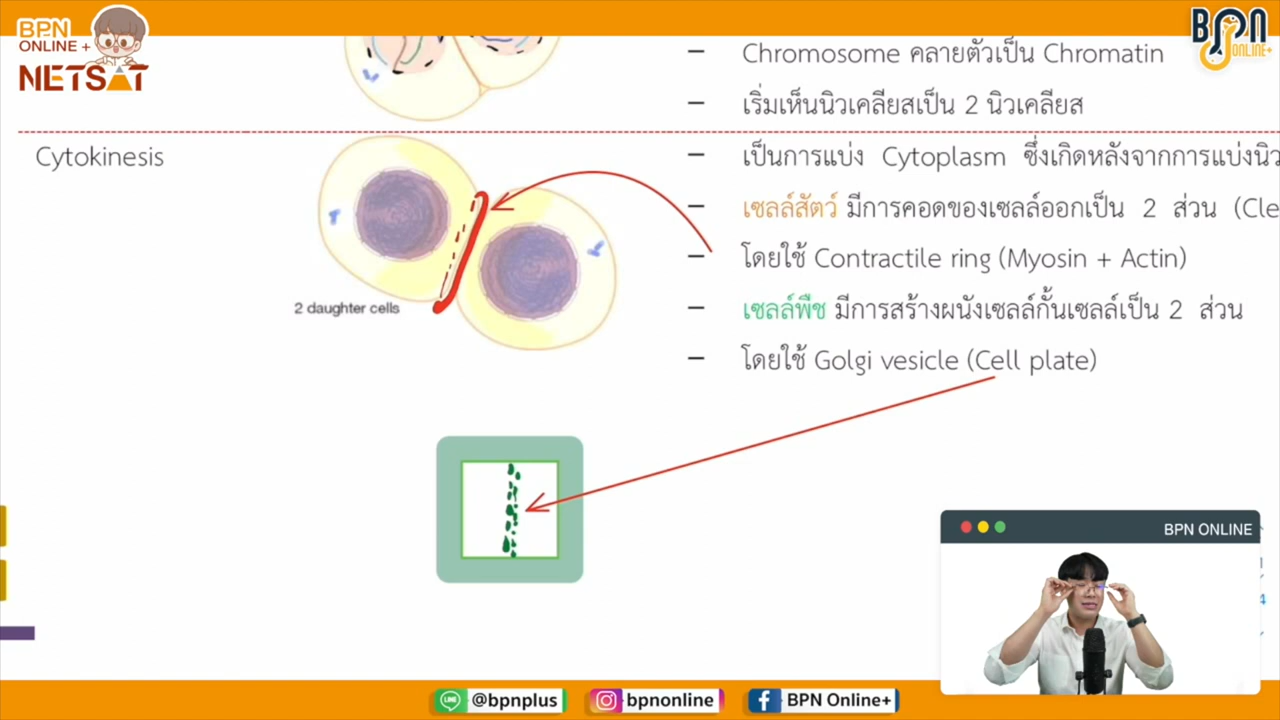 BPN
ONLINE +
NETSAT
BPN
ONLINE+
– Chromosome คลายตัวเป็น Chromatin
– เริ่มเห็นนิวเคลียสเป็น 2 นิวเคลียส
Cytokinesis
– เป็นการแบ่ง Cytoplasm ซึ่งเกิดหลังจากการแบ่งนิว
– เซลล์สัตว์ มีการคอดของเซลล์ออกเป็น 2 ส่วน (Cle
– โดยใช้ Contractile ring (Myosin + Actin)
– เซลล์พืช มีการสร้างผนังเซลล์กั้นเซลล์เป็น 2 ส่วน
– โดยใช้ Golgi vesicle (Cell plate)
2 daughter cells
BPN ONLINE
@bpnplus
bpnonline
BPN Online+